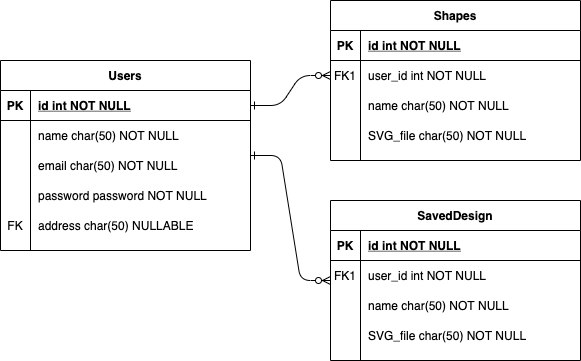 Users
PK id int NOT NULL
name char(50) NOT NULL
email char(50) NOT NULL
password password NOT NULL
FK address char(50) NULLABLE
Shapes
PK id int NOT NULL
FK1 user_id int NOT NULL
name char(50) NOT NULL
SVG_file char(50) NOT NULL
SavedDesign
PK id int NOT NULL
FK1 user_id int NOT NULL
name char(50) NOT NULL
SVG_file char(50) NOT NULL